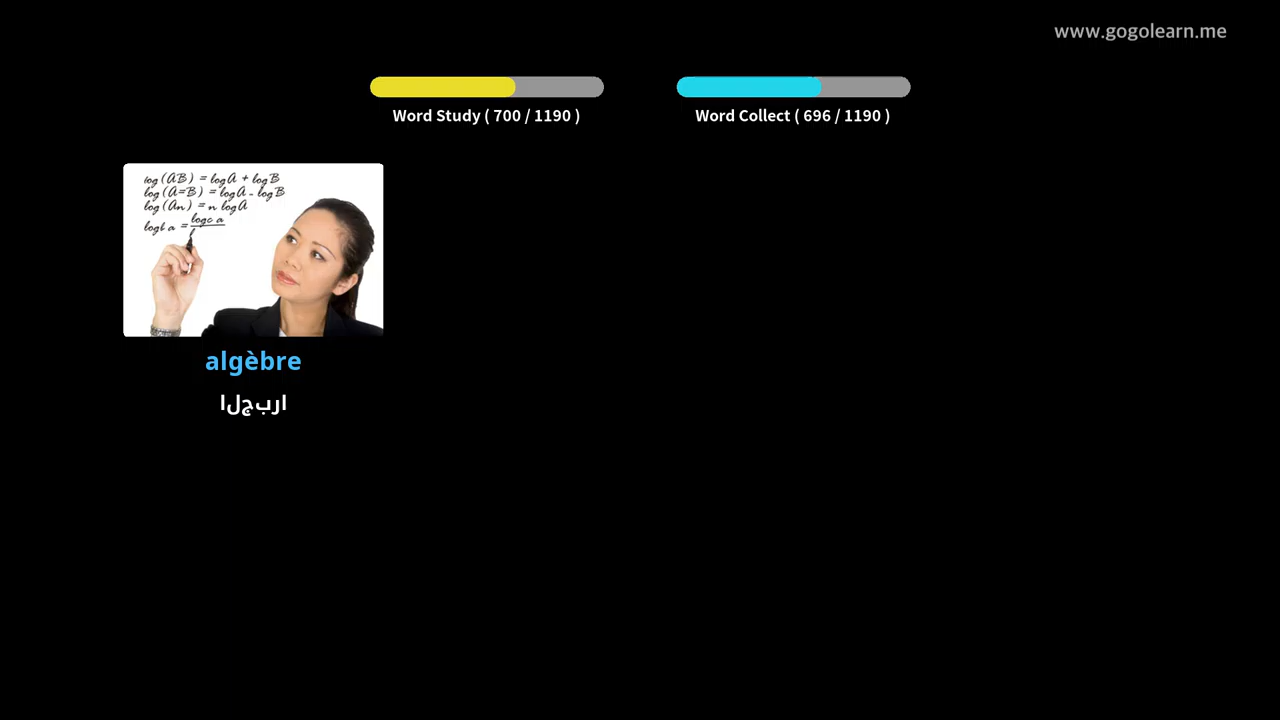 www.gogolearn.me
Word Study ( 700 / 1190 )
Word Collect ( 696 / 1190 )
log (AB) = logA + logB
log (A=B) = logA - logB
log (An) = n logA
logc a
algèbre
الجبرا